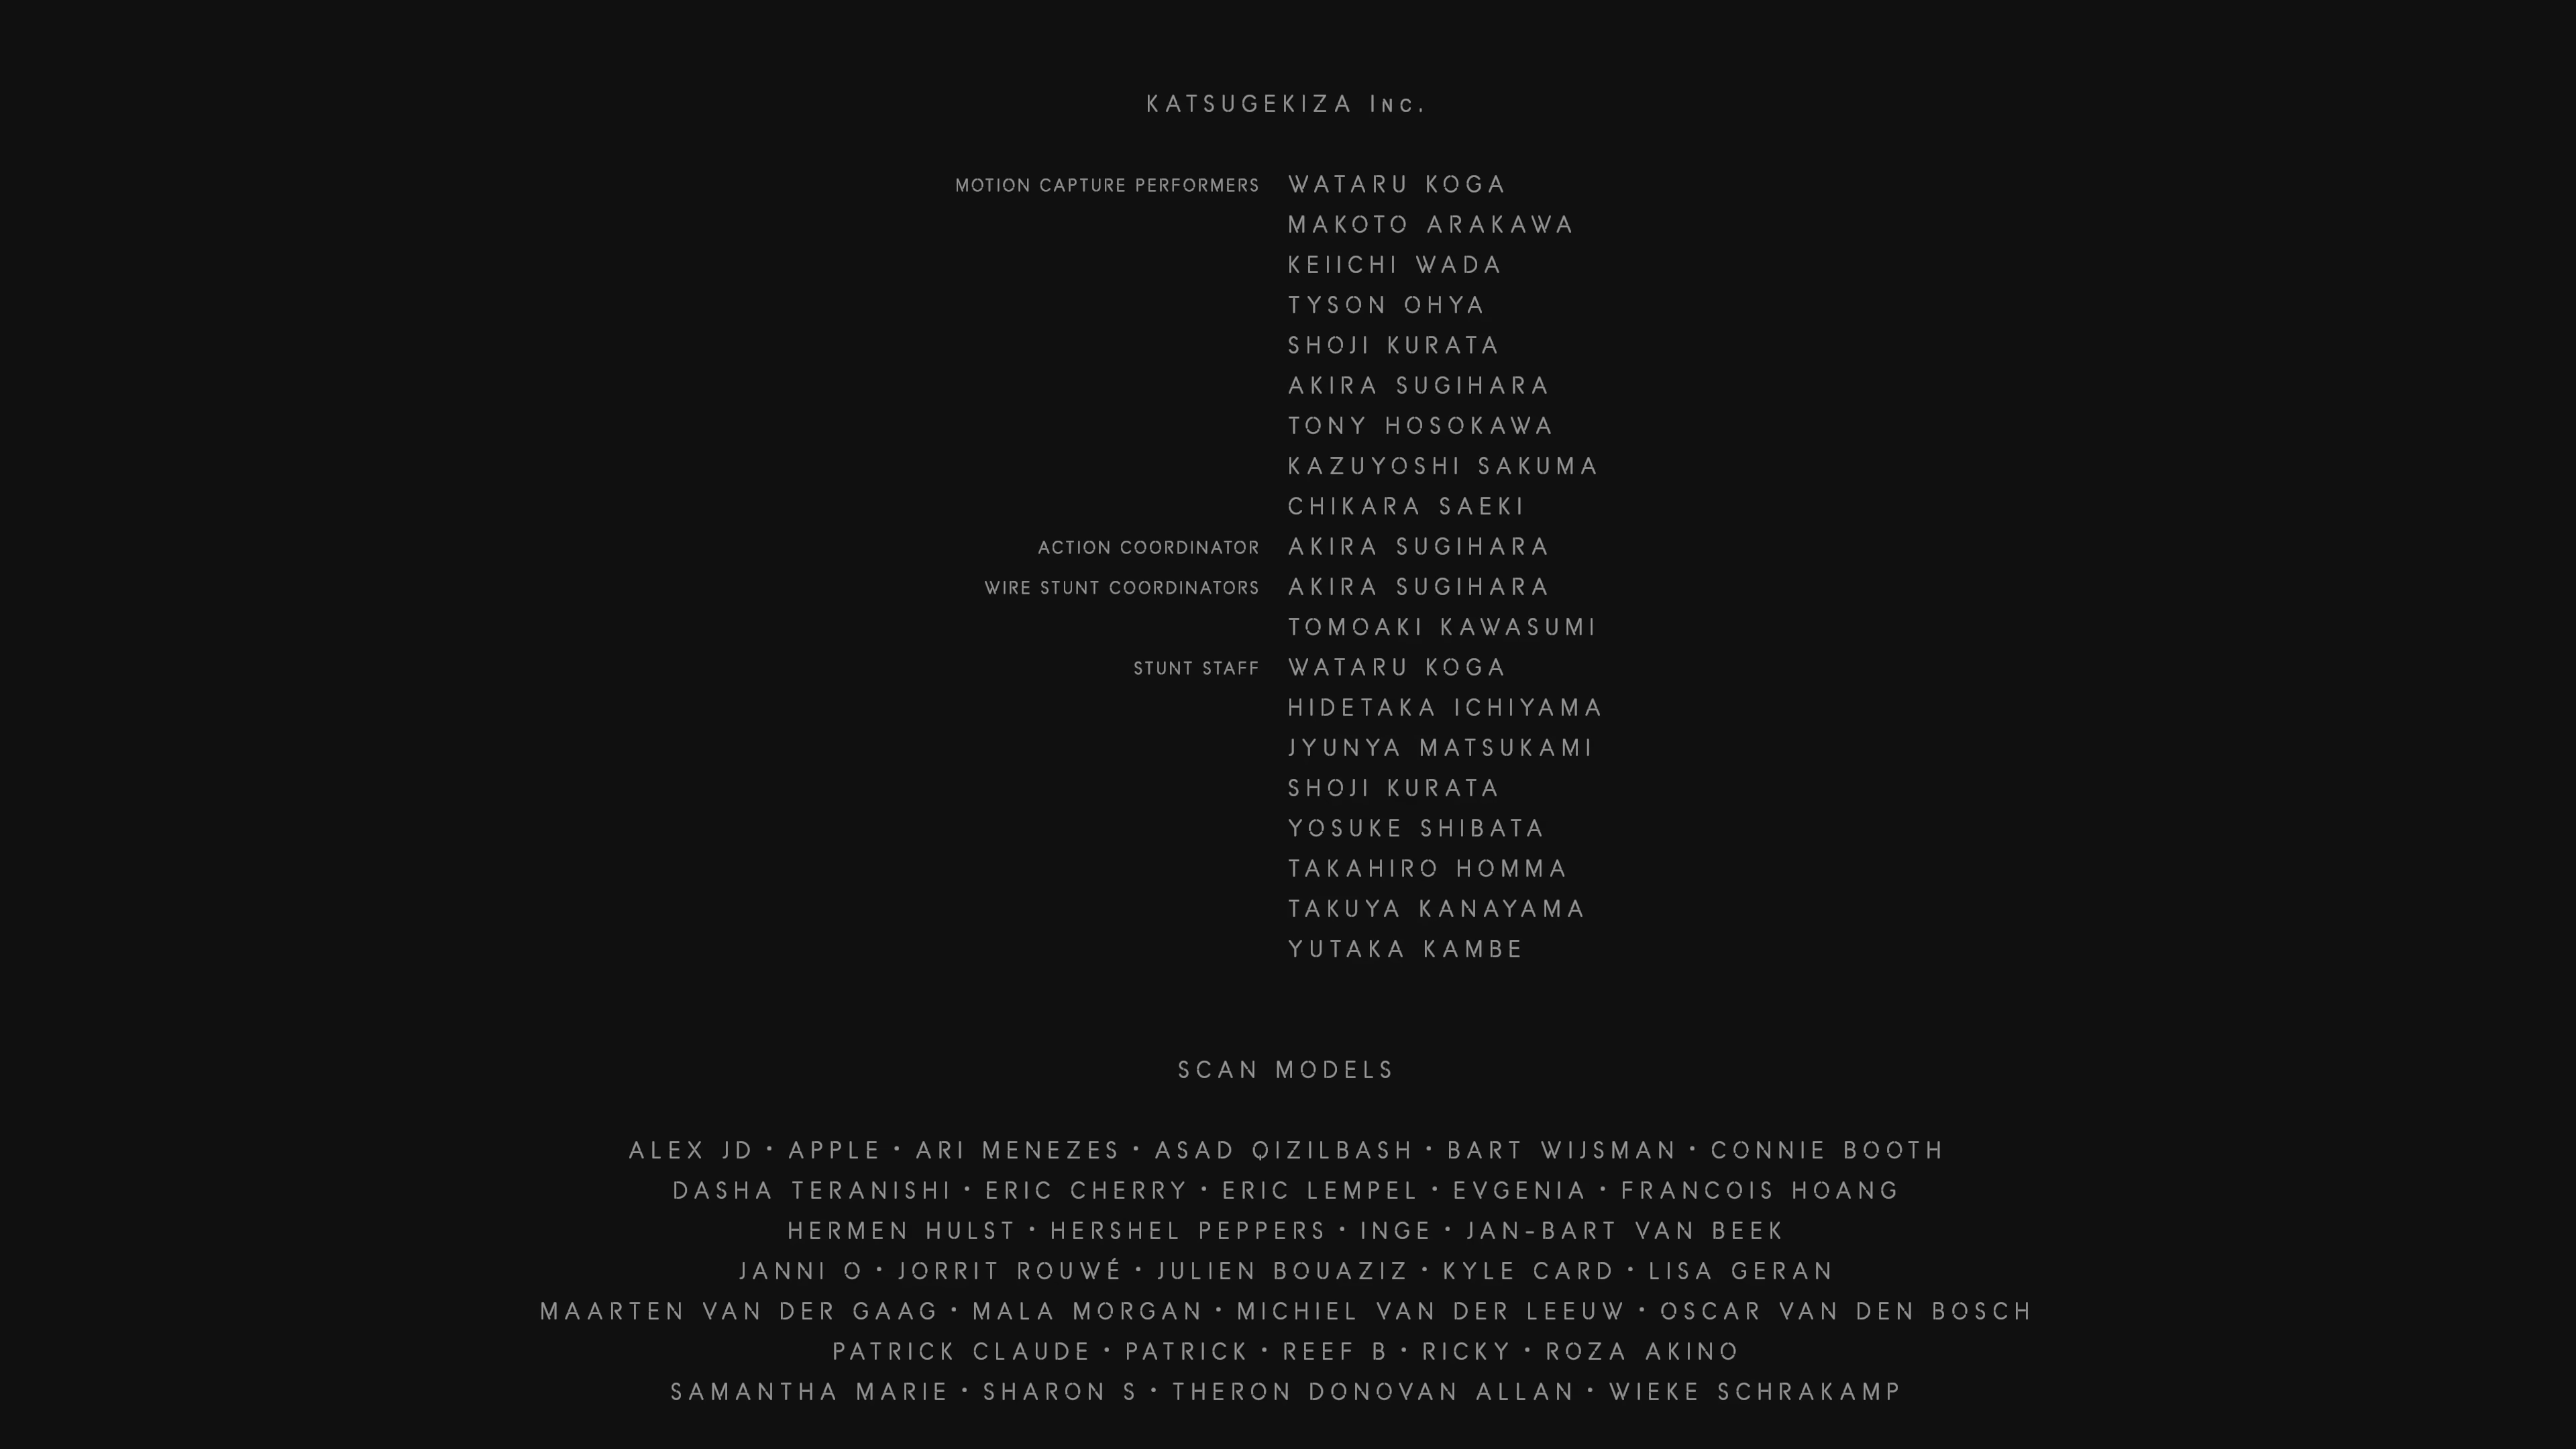 KATSUGEKIZA Inc.
MOTION CAPTURE PERFORMERS WATARU KOGA
MAKOTO ARAKAWA
KEIICHI WADA
TYSON OHYA
SHOJI KURATA
AKIRA SUGIHARA
TONY HOSOKAWA
KAZUYOSHI SAKUMA
CHIKARA SAEKI
ACTION COORDINATOR AKIRA SUGIHARA
WIRE STUNT COORDINATORS AKIRA SUGIHARA
TOMOAKI KAWASUMI
STUNT STAFF WATARU KOGA
HIDETAKA ICHIYAMA
JYUNYA MATSUKAMI
SHOJI KURATA
YOSUKE SHIBATA
TAKAHIRO HOMMA
TAKUYA KANAYAMA
YUTAKA KAMBE
SCAN MODELS
ALEX JD • APPLE • ARI MENEZES • ASAD QIZILBASH • BART WIJSMAN • CONNIE BOOTH
DASHA TERANISHI • ERIC CHERRY • ERIC LEMPEL • EVGENIA • FRANCOIS HOANG
HERMEN HULST • HERSHEL PEPPERS • INGE • JAN-BART VAN BEEK
JANNI O • JORRIT ROUWÉ • JULIEN BOUAZIZ • KYLE CARD • LISA GERAN
MAARTEN VAN DER GAAG • MALA MORGAN • MICHIEL VAN DER LEEUW • OSCAR VAN DEN BOSCH
PATRICK CLAUDE • PATRICK • REEF B • RICKY • ROZA AKINO
SAMANTHA MARIE • SHARON S • THERON DONOVAN ALLAN • WIEKE SCHRAKAMP